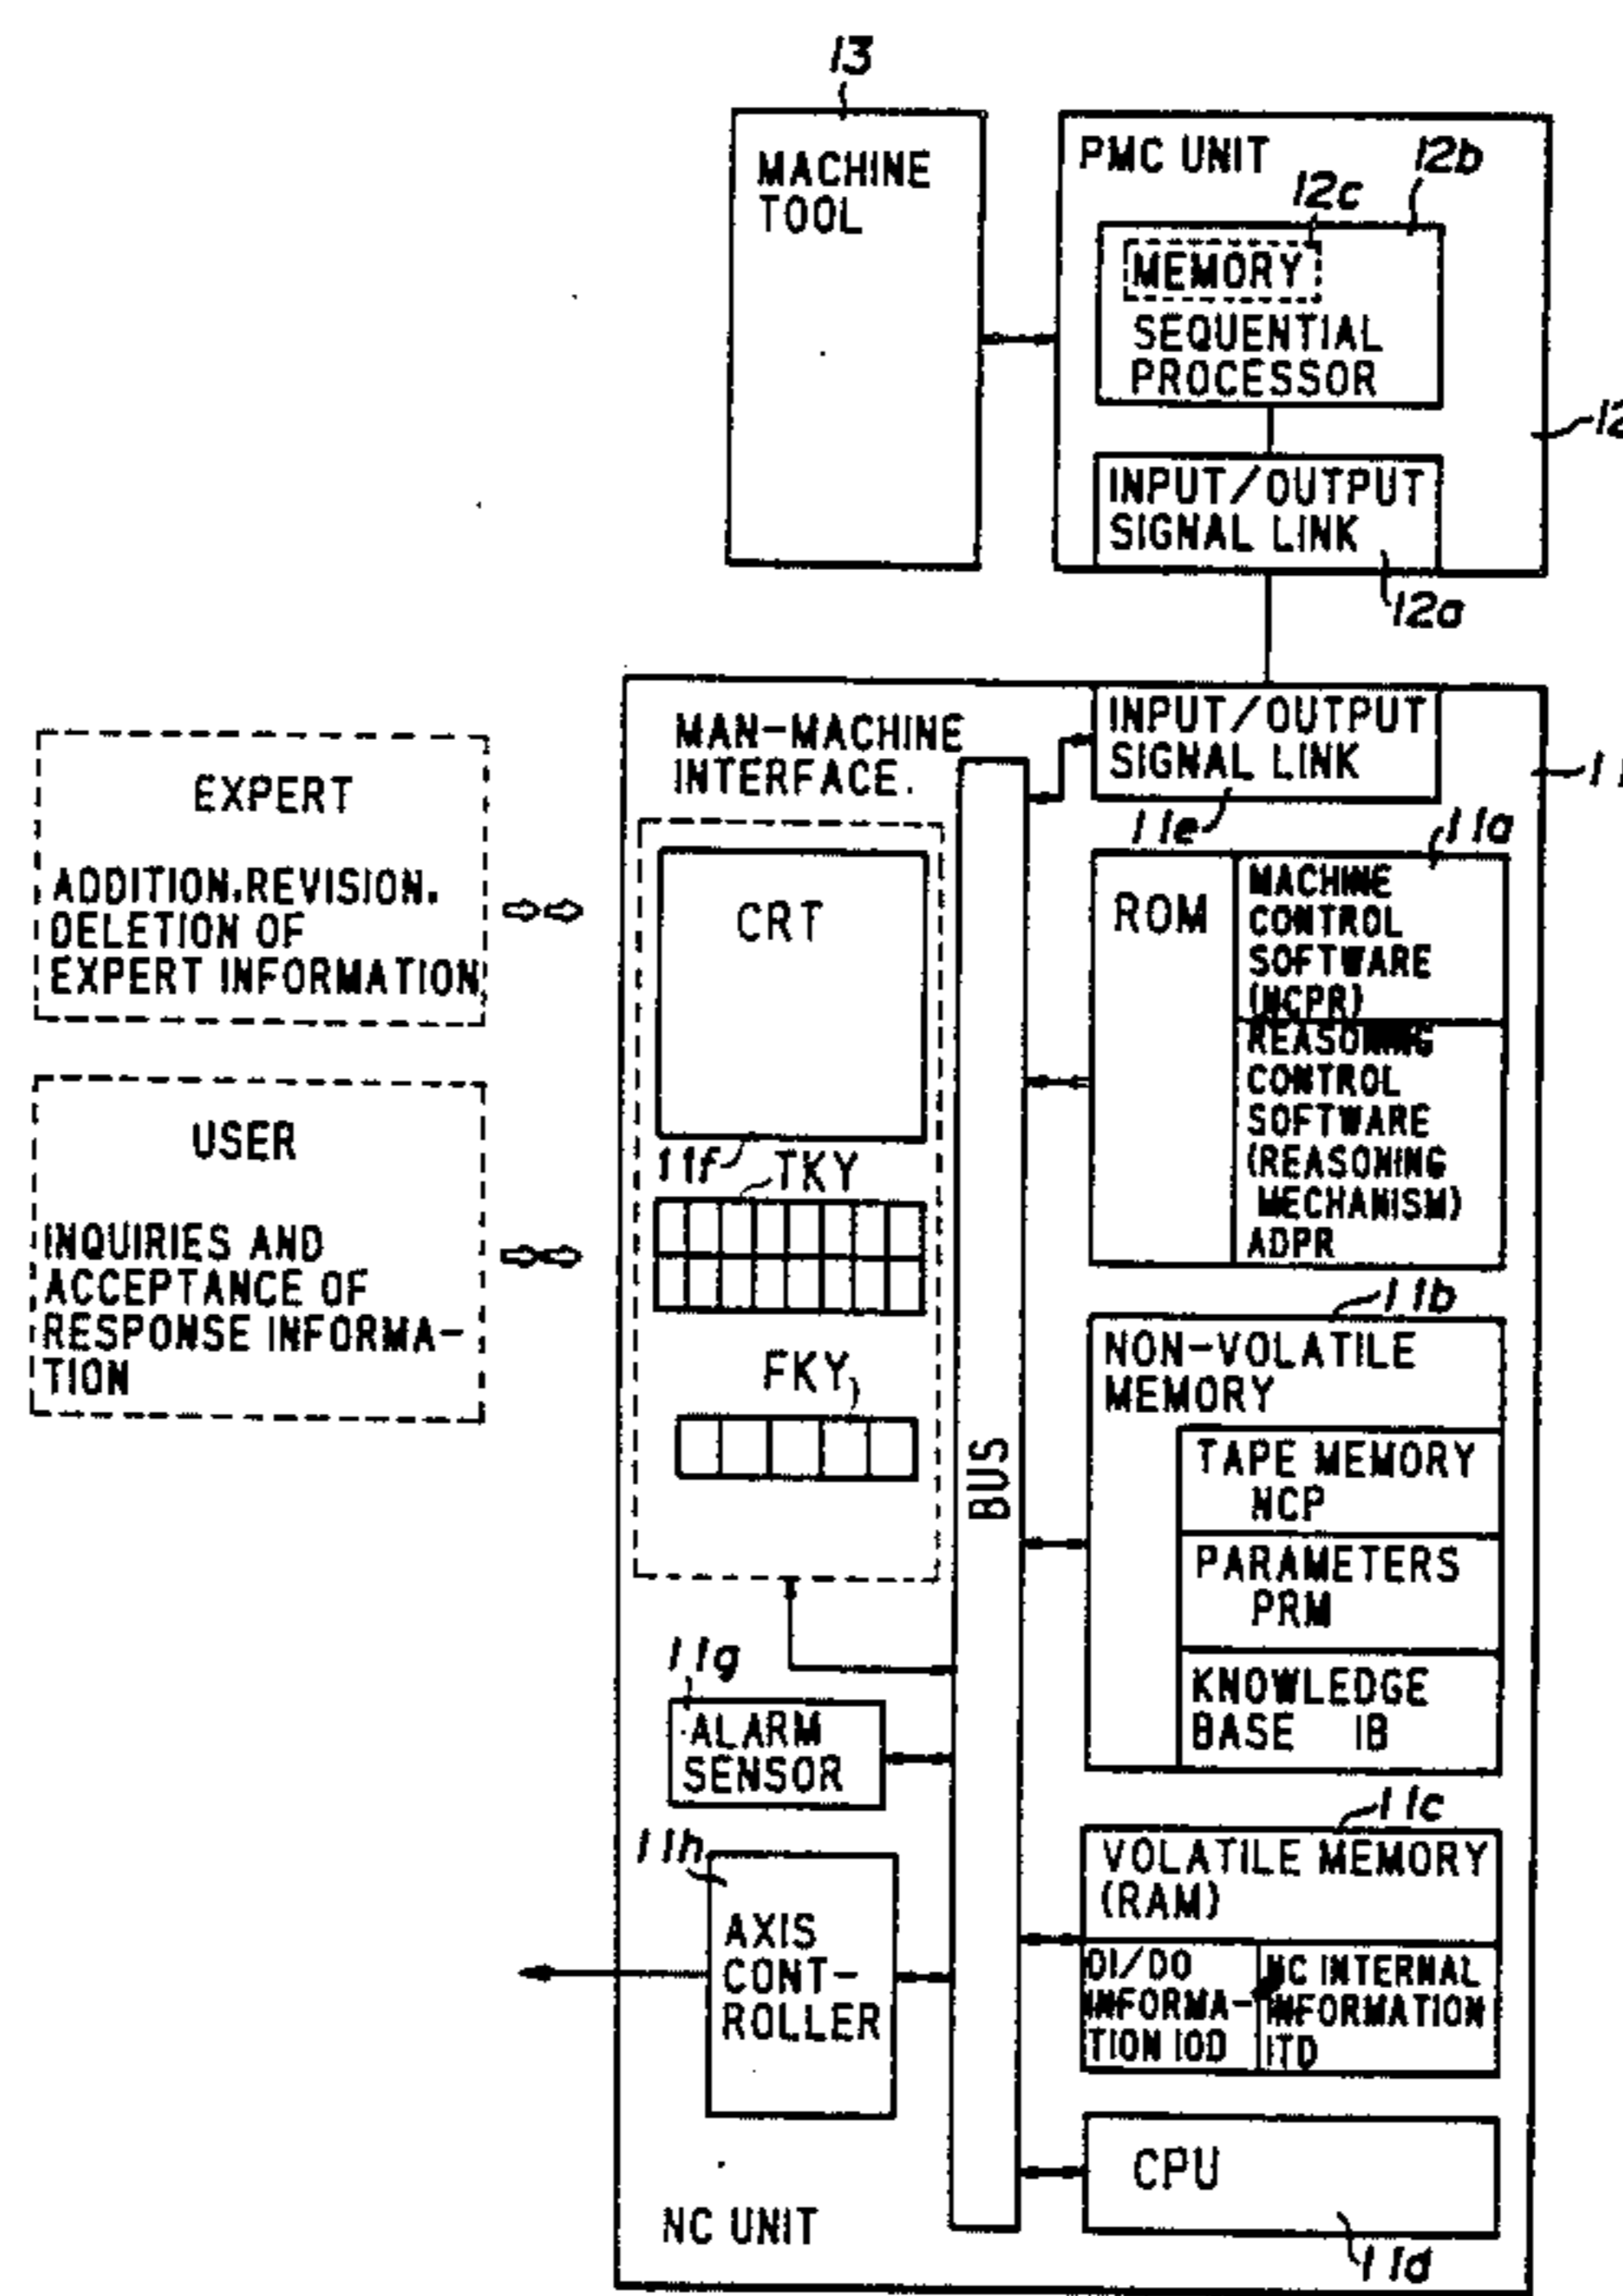 13
MACHINE
TOOL
PMC UNIT
12b
12c
MEMORY
SEQUENTIAL
PROCESSOR
12
INPUT/OUTPUT
SIGNAL LINK
12a
EXPERT
ADDITION,REVISION,
DELETION OF
EXPERT INFORMATION
USER
INQUIRIES AND
ACCEPTANCE OF
RESPONSE INFORMA-
TION
MAN-MACHINE
INTERFACE.
CRT
11f
TKY
FKY
11g
ALARM
SENSOR
11h
AXIS
CONT-
ROLLER
NC UNIT
BUS
INPUT/OUTPUT
SIGNAL LINK
11
11e
11a
ROM
MACHINE
CONTROL
SOFTWARE
(NCPR)
REASONING
CONTROL
SOFTWARE
(REASONING
MECHANISM)
ADPR
11b
NON-VOLATILE
MEMORY
TAPE MEMORY
NCP
PARAMETERS
PRM
KNOWLEDGE
BASE IB
11c
VOLATILE MEMORY
(RAM)
DI/DO
INFORMA-
TION IOD
NC INTERNAL
INFORMATION
ITD
CPU
11d